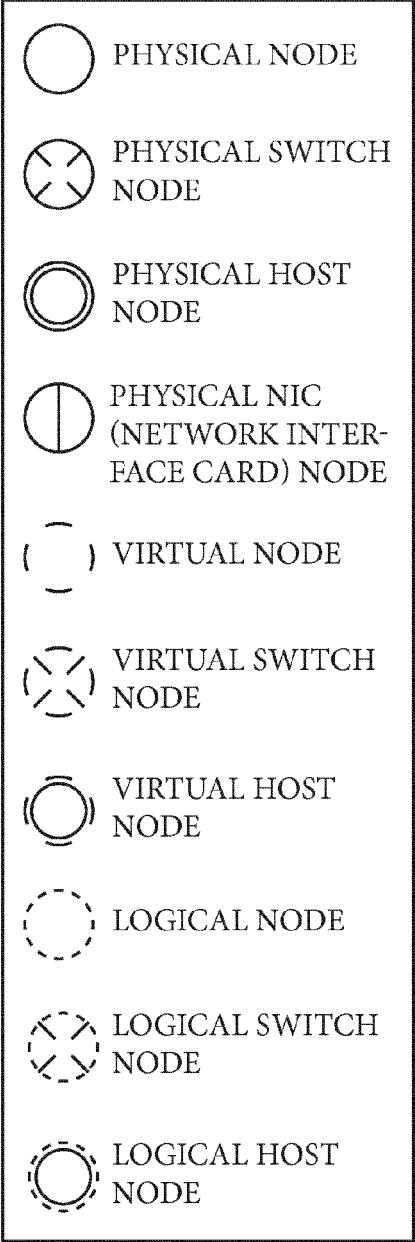 PHYSICAL NODE
PHYSICAL SWITCH
NODE
PHYSICAL HOST
NODE
PHYSICAL NIC
(NETWORK INTER-
FACE CARD) NODE
VIRTUAL NODE
VIRTUAL SWITCH
NODE
VIRTUAL HOST
NODE
LOGICAL NODE
LOGICAL SWITCH
NODE
LOGICAL HOST
NODE